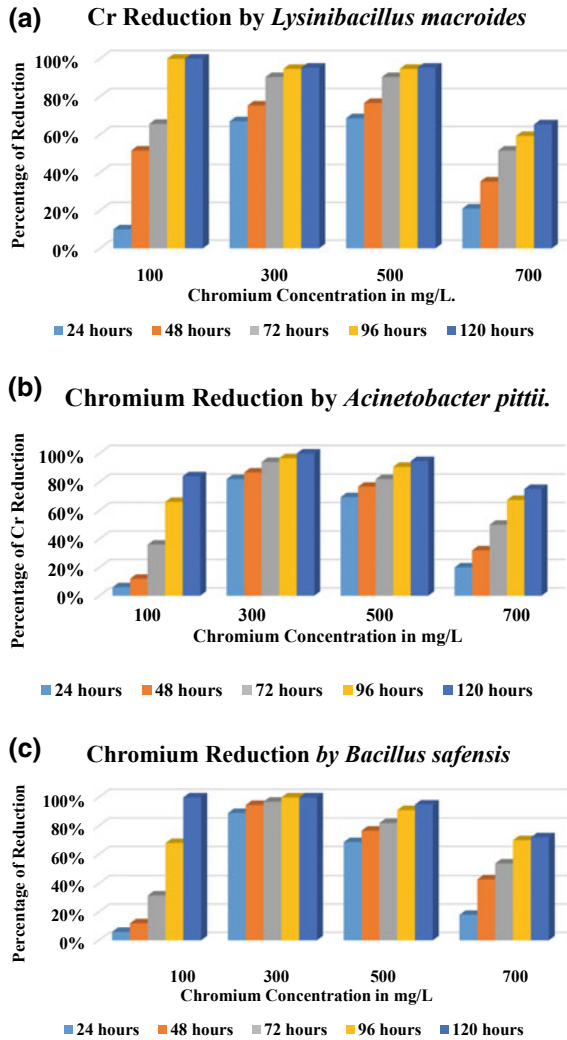 (a)
Cr Reduction by Lysinibacillus macroides
Percentage of Reduction
100%
80%
60%
40%
20%
0%
100 300 500 700
Chromium Concentration in mg/L.
24 hours 48 hours 72 hours 96 hours 120 hours
(b)
Chromium Reduction by Acinetobacter pittii.
Percentage of Cr Reduction
100%
80%
60%
40%
20%
0%
100 300 500 700
Chromium Concentration in mg/L
24 hours 48 hours 72 hours 96 hours 120 hours
(c)
Chromium Reduction by Bacillus safensis
Percentage of Reduction
100%
80%
60%
40%
20%
0%
100 300 500 700
Chromium Concentration in mg/L
24 hours 48 hours 72 hours 96 hours 120 hours